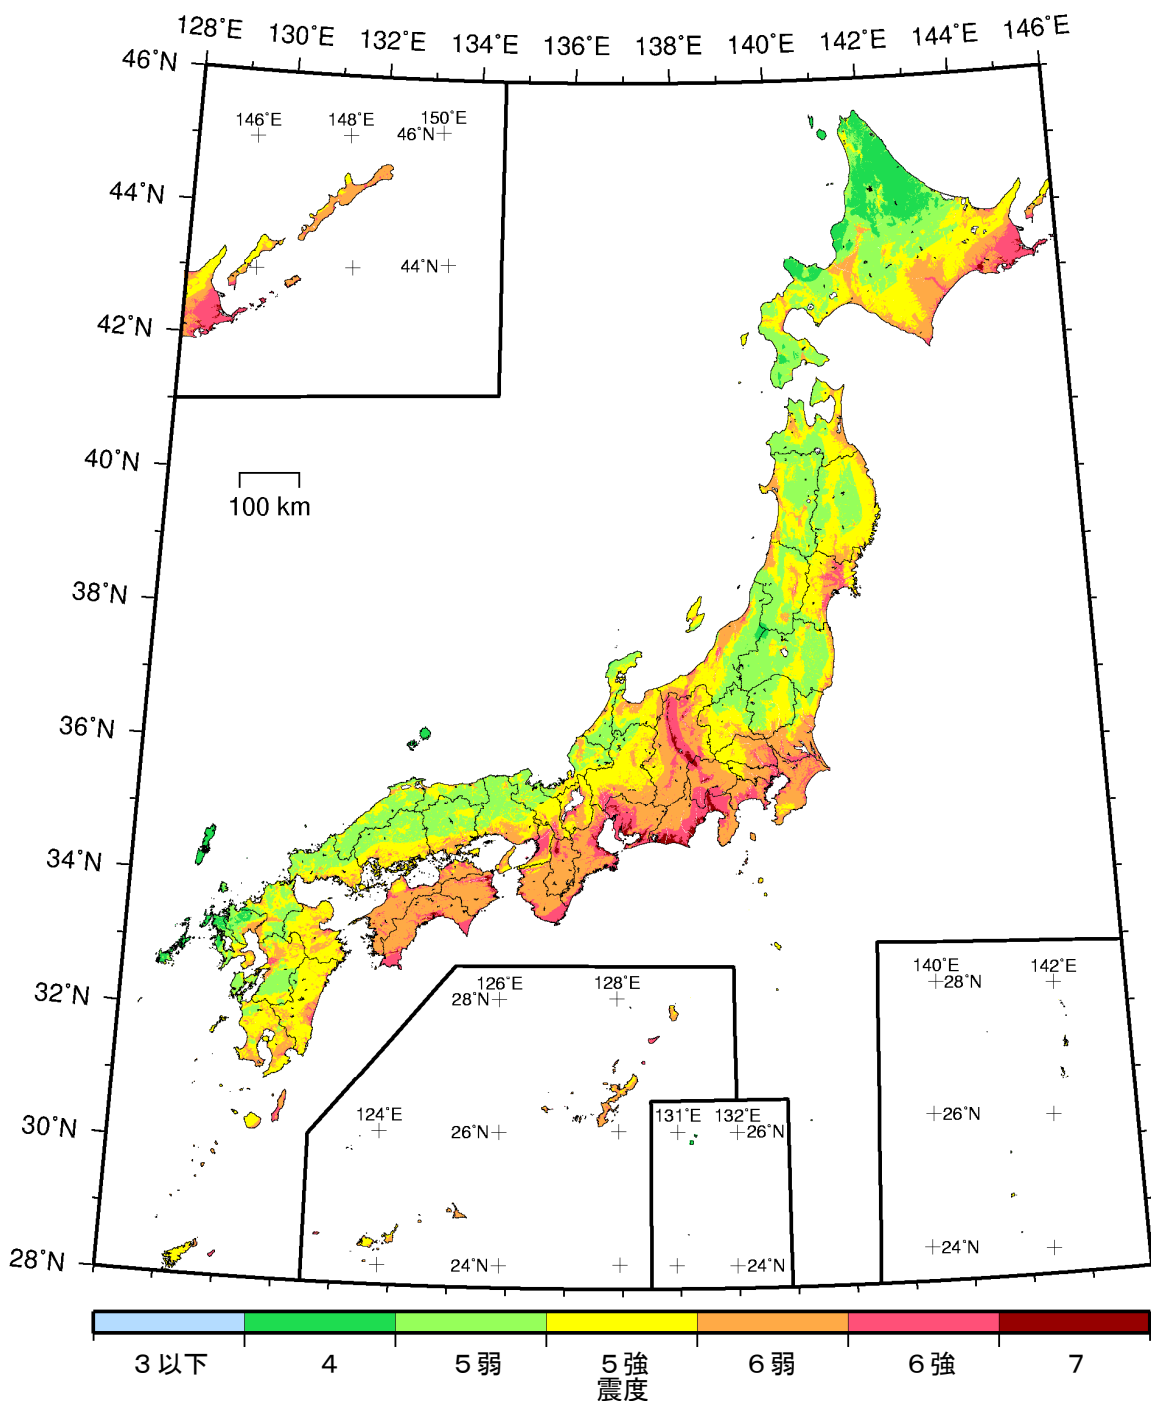 128°E 130°E 132°E 134°E 136°E 138°E 140°E 142°E 144°E 146°E
46°N
146°E 148°E 150°E
46°N
44°N
44°N
42°N
40°N
100 km
38°N
36°N
34°N
32°N
126°E 128°E
28°N
140°E 142°E
28°N
124°E
131°E 132°E
30°N
26°N
26°N
26°N
28°N
24°N
24°N
24°N
3以下 4 5弱 5強 6弱 6強 7
震度